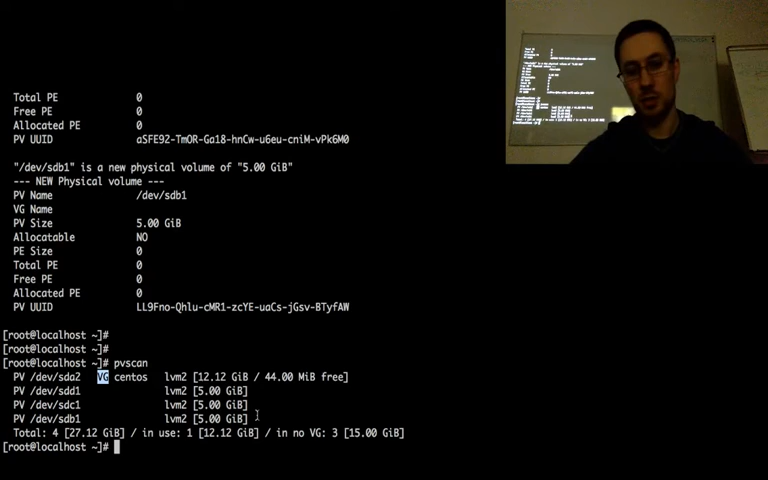 Total PE 0
Free PE 0
Allocated PE 0
PV UUID aSFE92-TmOR-Ga18-hnCw-u6eu-cniM-vPk6M0
"/dev/sdb1" is a new physical volume of "5.00 GiB"
--- NEW Physical volume ---
PV Name /dev/sdb1
VG Name
PV Size 5.00 GiB
Allocatable NO
PE Size 0
Total PE 0
Free PE 0
Allocated PE 0
PV UUID LL9Fno-Qhlu-cMR1-zcYE-uaCs-jGsv-BTyfAW
[root@localhost ~]#
[root@localhost ~]#
[root@localhost ~]# pvscan
PV /dev/sda2 VG centos lvm2 [12.12 GiB / 44.00 MiB free]
PV /dev/sdd1 lvm2 [5.00 GiB]
PV /dev/sdc1 lvm2 [5.00 GiB]
PV /dev/sdb1 lvm2 [5.00 GiB]
Total: 4 [27.12 GiB] / in use: 1 [12.12 GiB] / in no VG: 3 [15.00 GiB]
[root@localhost ~]#